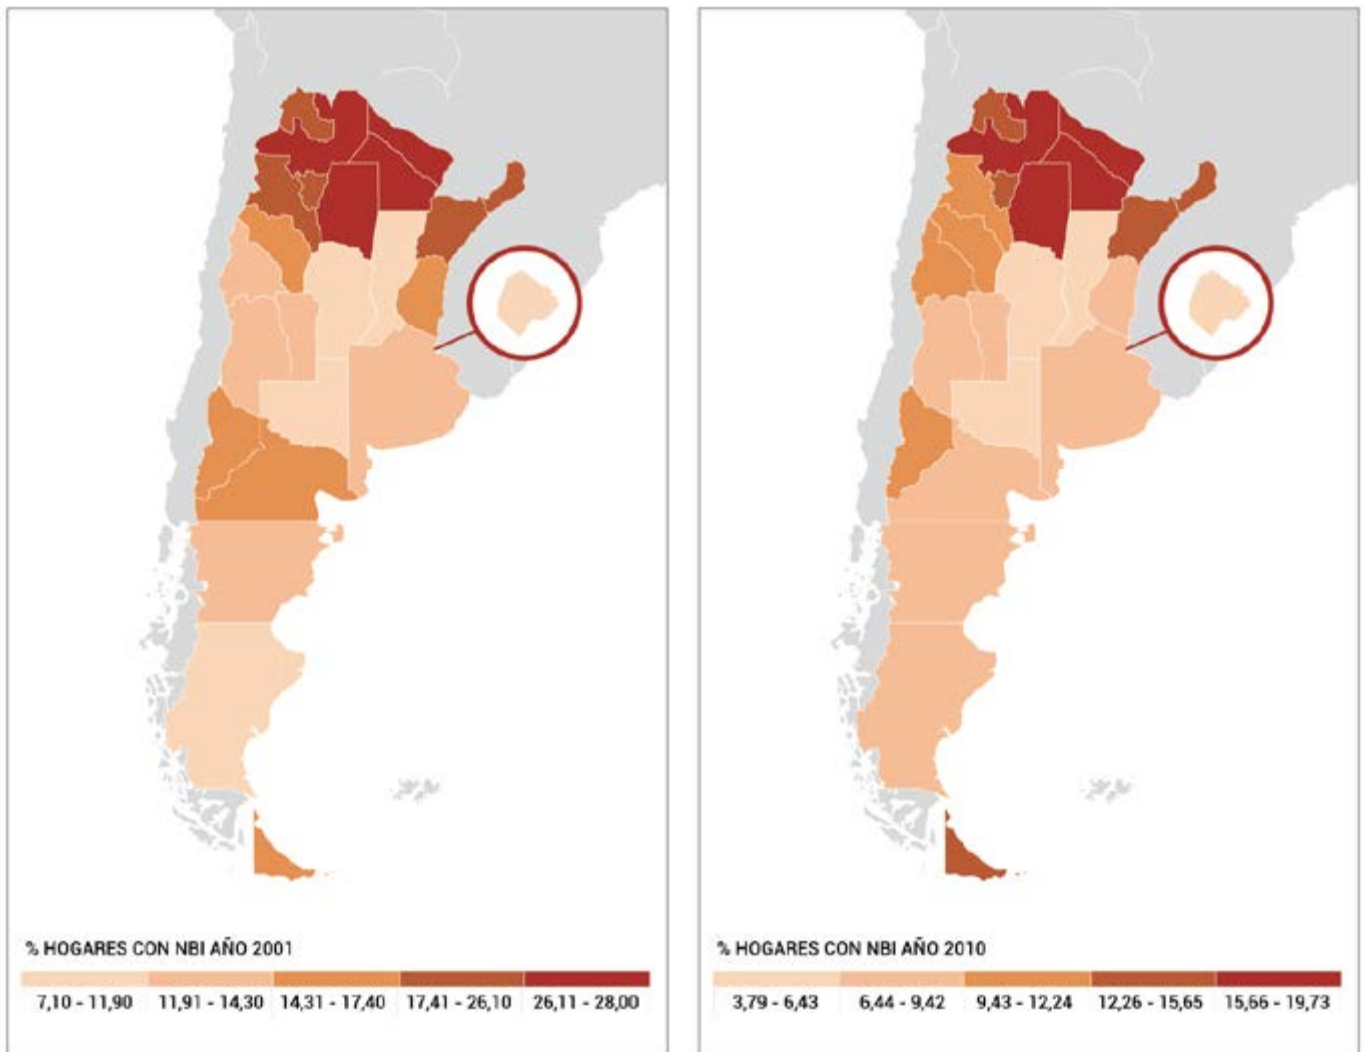 % HOGARES CON NBI AÑO 2001
7,10 - 11,90 11,91 - 14,30 14,31 - 17,40 17,41 - 26,10 26,11 - 28,00
% HOGARES CON NBI AÑO 2010
3,79 - 6,43 6,44 - 9,42 9,43 - 12,24 12,26 - 15,65 15,66 - 19,73